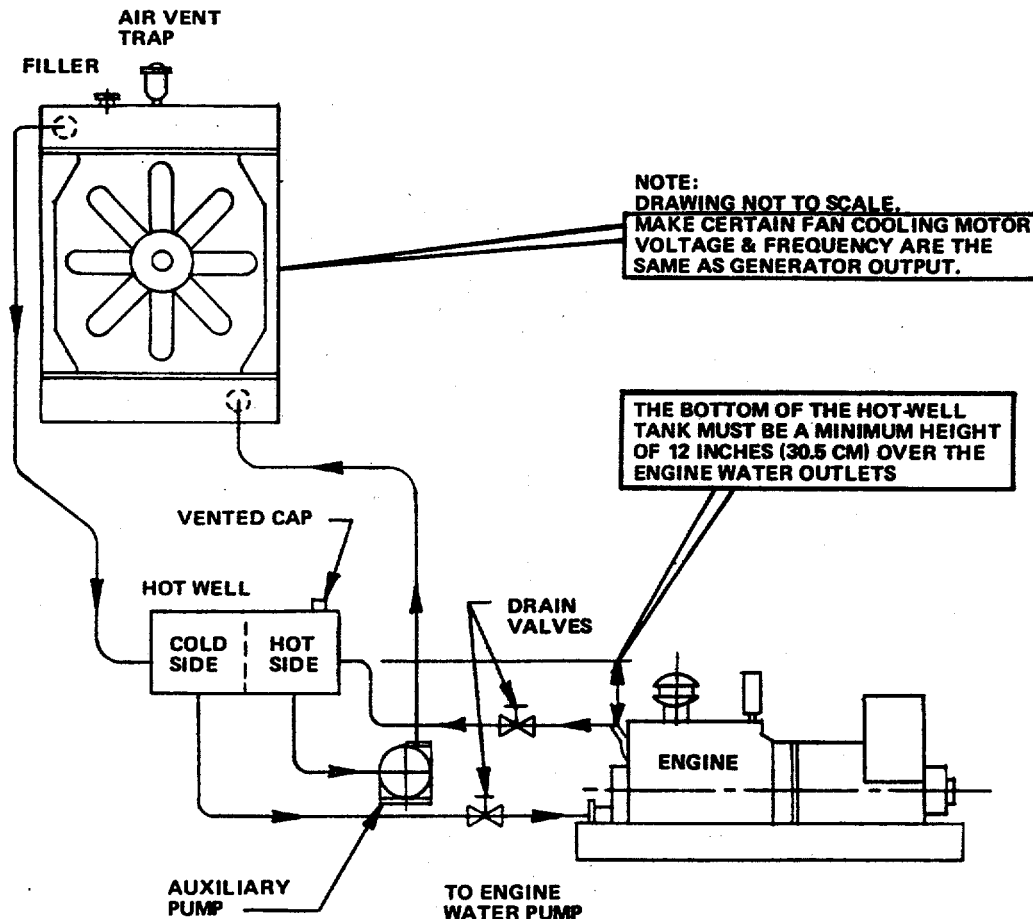 AIR VENT
TRAP
FILLER
NOTE:
DRAWING NOT TO SCALE.
MAKE CERTAIN FAN COOLING MOTOR
VOLTAGE & FREQUENCY ARE THE
SAME AS GENERATOR OUTPUT.
THE BOTTOM OF THE HOT-WELL
TANK MUST BE A MINIMUM HEIGHT
OF 12 INCHES (30.5 CM) OVER THE
ENGINE WATER OUTLETS
VENTED CAP
HOT WELL
COLD
SIDE
HOT
SIDE
DRAIN
VALVES
ENGINE
AUXILIARY
PUMP
TO ENGINE
WATER PUMP